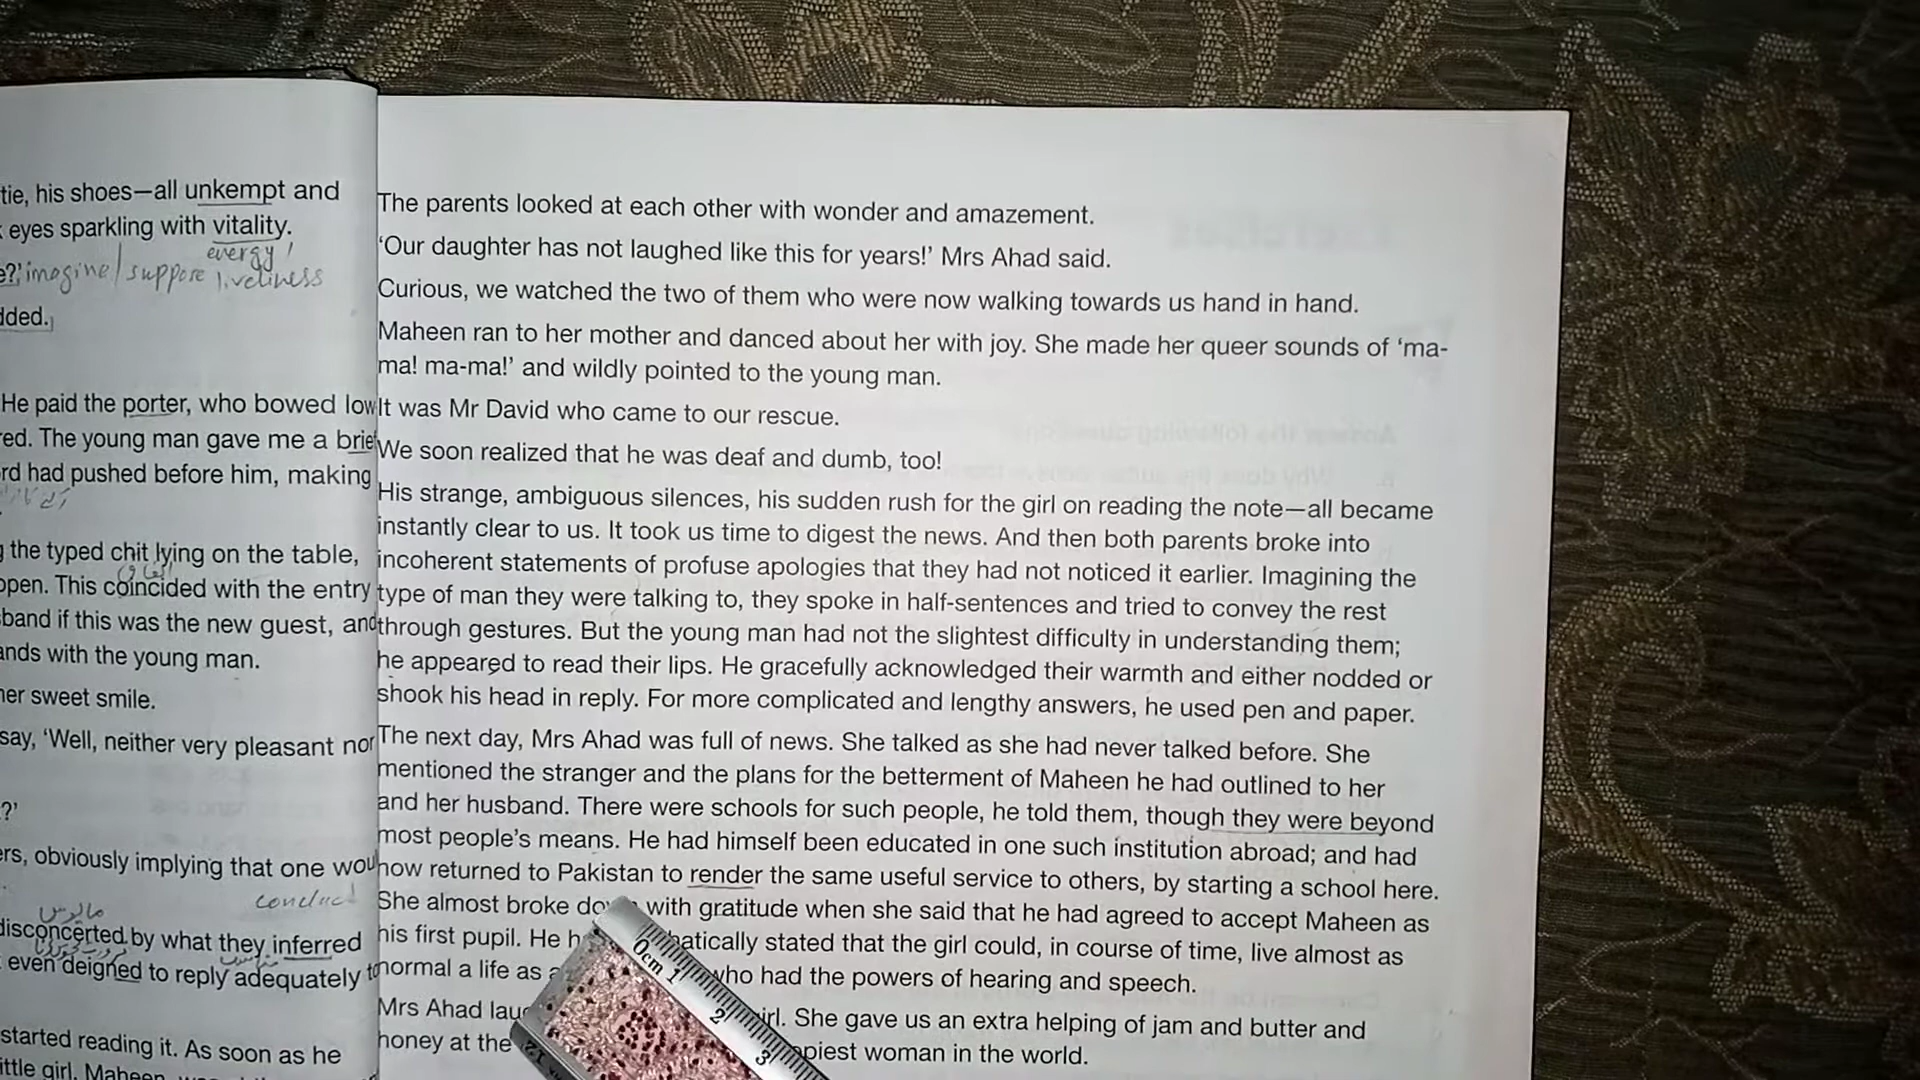 tie, his shoes—all unkempt and
eyes sparkling with vitality.
energy /
e?' imagine / suppose liveliness
dded.
He paid the porter, who bowed low
red. The young man gave me a brief
rd had pushed before him, making
the typed chit lying on the table,
open. This coincided with the entry
band if this was the new guest, and
ands with the young man.
her sweet smile.
say, 'Well, neither very pleasant nor
?'
ers, obviously implying that one wou
disconcerted by what they inferred
even deigned to reply adequately to
started reading it. As soon as he
ittle girl, Maheen,
The parents looked at each other with wonder and amazement.
'Our daughter has not laughed like this for years!' Mrs Ahad said.
Curious, we watched the two of them who were now walking towards us hand in hand.
Maheen ran to her mother and danced about her with joy. She made her queer sounds of 'ma-
ma! ma-ma!' and wildly pointed to the young man.
It was Mr David who came to our rescue.
We soon realized that he was deaf and dumb, too!
His strange, ambiguous silences, his sudden rush for the girl on reading the note—all became
instantly clear to us. It took us time to digest the news. And then both parents broke into
incoherent statements of profuse apologies that they had not noticed it earlier. Imagining the
type of man they were talking to, they spoke in half-sentences and tried to convey the rest
through gestures. But the young man had not the slightest difficulty in understanding them;
he appeared to read their lips. He gracefully acknowledged their warmth and either nodded or
shook his head in reply. For more complicated and lengthy answers, he used pen and paper.
The next day, Mrs Ahad was full of news. She talked as she had never talked before. She
mentioned the stranger and the plans for the betterment of Maheen he had outlined to her
and her husband. There were schools for such people, he told them, though they were beyond
most people's means. He had himself been educated in one such institution abroad; and had
now returned to Pakistan to render the same useful service to others, by starting a school here.
She almost broke do with gratitude when she said that he had agreed to accept Maheen as
his first pupil. He h atically stated that the girl could, in course of time, live almost as
normal a life as who had the powers of hearing and speech.
Mrs Ahad lau irl. She gave us an extra helping of jam and butter and
honey at the piest woman in the world.
0cm 1 2 3